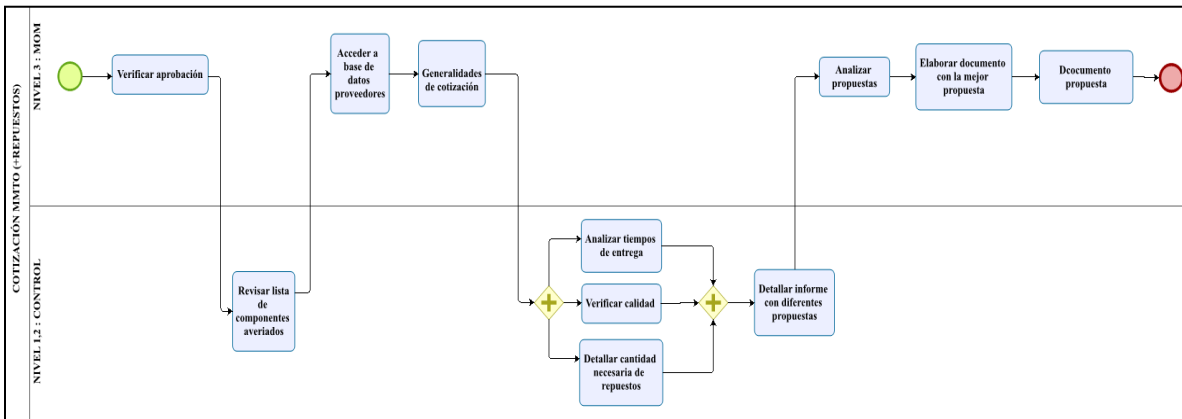 COTIZACIÓN MMTO (+REPUESTOS)
NIVEL 3 : MOM
Verificar aprobación
Acceder a
base de
datos
proveedores
Generalidades
de cotización
Analizar
propuestas
Elaborar documento
con la mejor
propuesta
Dcocumento
propuesta
NIVEL 1,2 : CONTROL
Revisar lista
de
componentes
averiados
Analizar tiempos
de entrega
Verificar calidad
Detallar cantidad
necesaria de
repuestos
Detallar informe
con diferentes
propuestas